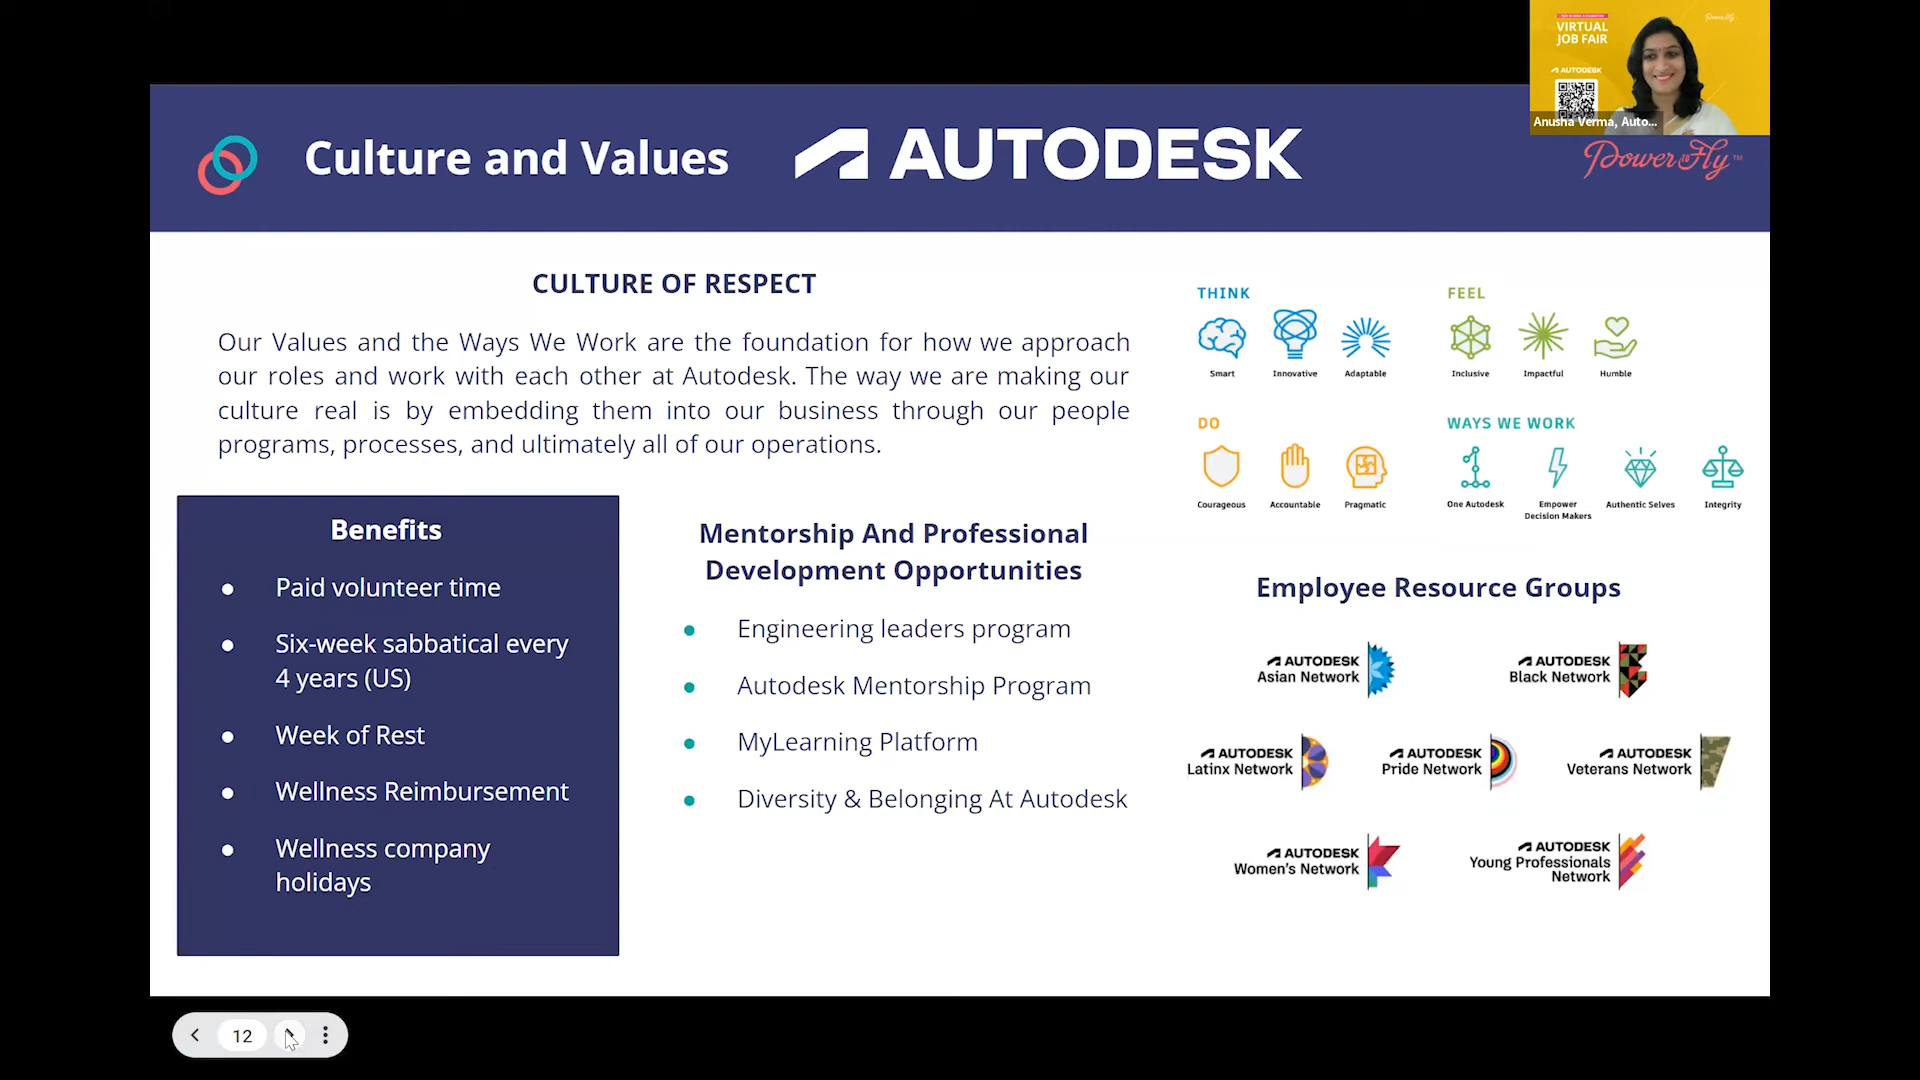 VIRTUAL
JOB FAIR
AUTODESK
Anusha Verma, Auto...
Culture and Values
AUTODESK
PowerToFly™
CULTURE OF RESPECT
Our Values and the Ways We Work are the foundation for how we approach
our roles and work with each other at Autodesk. The way we are making our
culture real is by embedding them into our business through our people
programs, processes, and ultimately all of our operations.
THINK
Smart
Innovative
Adaptable
FEEL
Inclusive
Impactful
Humble
DO
Courageous
Accountable
Pragmatic
WAYS WE WORK
One Autodesk
Empower
Decision Makers
Authentic Selves
Integrity
Benefits
● Paid volunteer time
● Six-week sabbatical every
4 years (US)
● Week of Rest
● Wellness Reimbursement
● Wellness company
holidays
Mentorship And Professional
Development Opportunities
● Engineering leaders program
● Autodesk Mentorship Program
● MyLearning Platform
● Diversity & Belonging At Autodesk
Employee Resource Groups
AUTODESK
Asian Network
AUTODESK
Black Network
AUTODESK
Latinx Network
AUTODESK
Pride Network
AUTODESK
Veterans Network
AUTODESK
Women's Network
AUTODESK
Young Professionals
Network
12